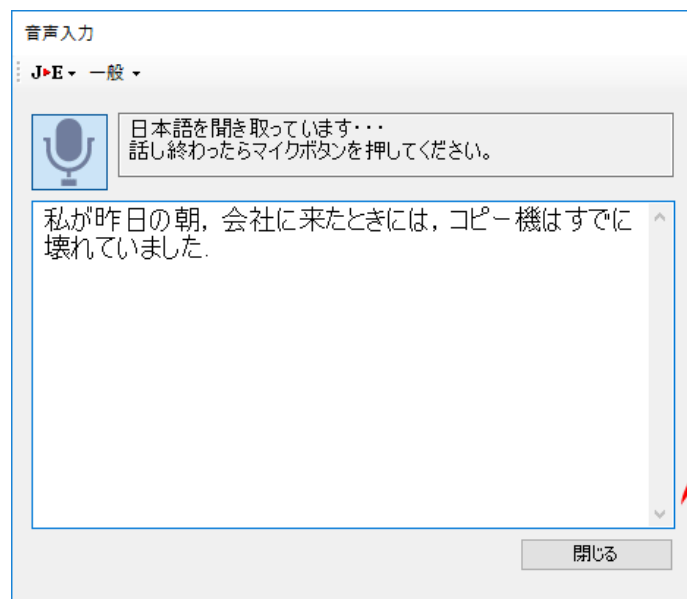 音声入力
J▶E 一般
日本語を聞き取っています・・・
話し終わったらマイクボタンを押してください。
私が昨日の朝, 会社に来たときには, コピー機はすでに
壊れていました.
閉じる